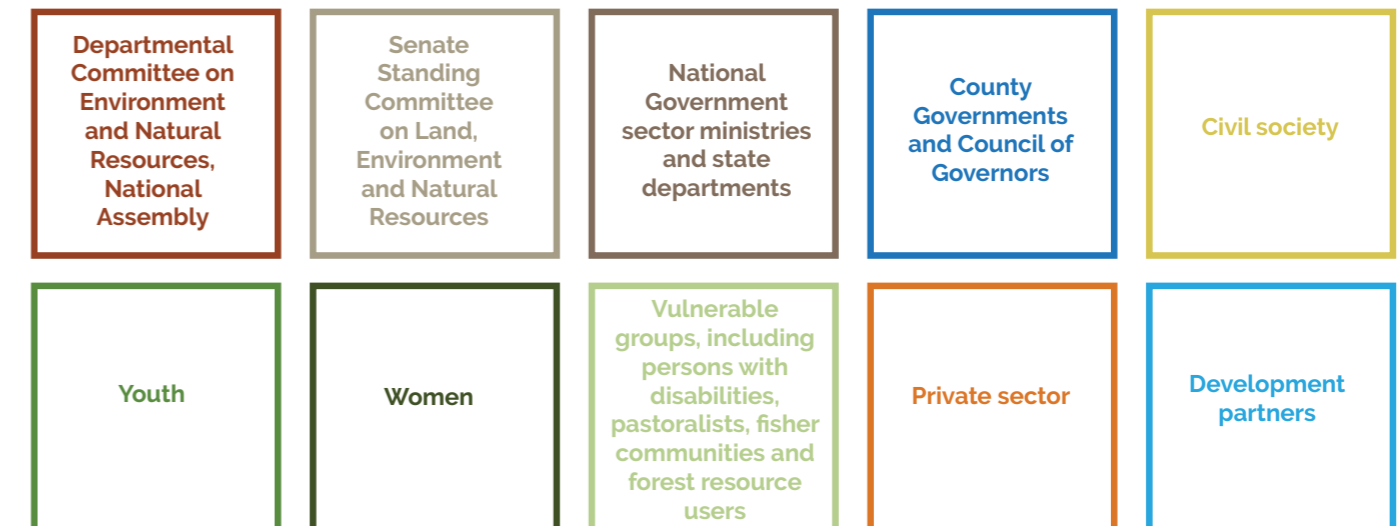 Departmental
Committee on
Environment
and Natural
Resources,
National
Assembly
Senate
Standing
Committee
on Land,
Environment
and Natural
Resources
National
Government
sector ministries
and state
departments
County
Governments
and Council of
Governors
Civil society
Youth
Women
Vulnerable
groups, including
persons with
disabilities,
pastoralists, fisher
communities and
forest resource
users
Private sector
Development
partners